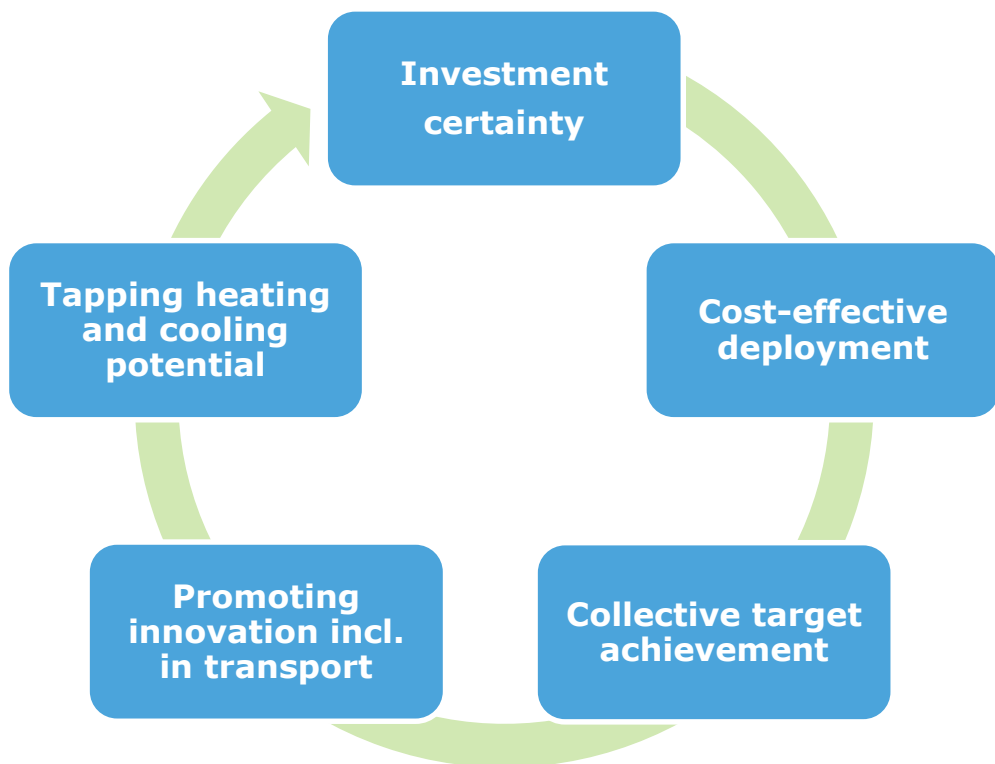 Investment
certainty
Cost-effective
deployment
Collective target
achievement
Promoting
innovation incl.
in transport
Tapping heating
and cooling
potential